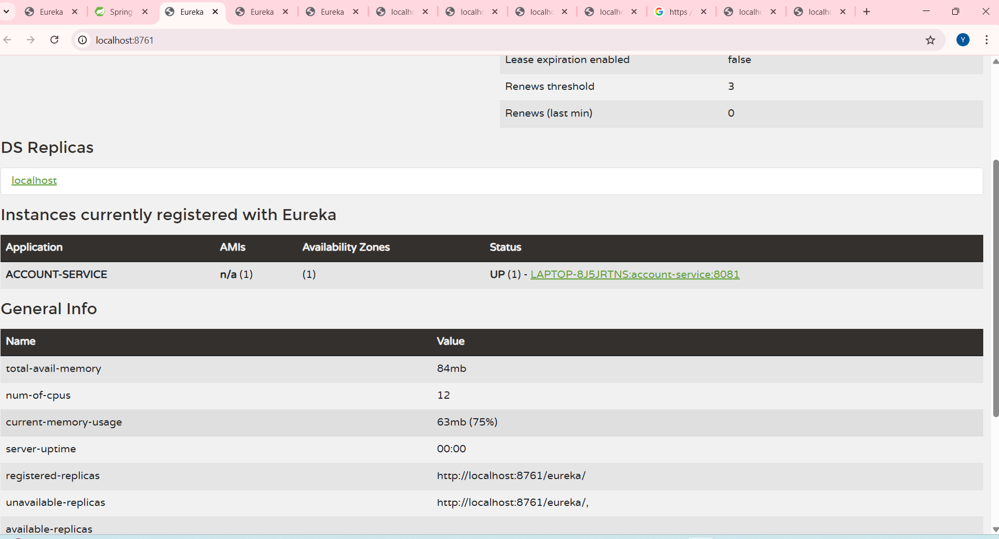 Eureka
Spring
Eureka
Eureka
Eureka
localhc
localhc
localhc
localhc
https /
localhc
localhc
localhost:8761
Y
Lease expiration enabled false
Renews threshold 3
Renews (last min) 0
DS Replicas
localhost
Instances currently registered with Eureka
Application AMIs Availability Zones Status
ACCOUNT-SERVICE n/a (1) (1) UP (1) - LAPTOP-8J5JRTNS:account-service:8081
General Info
Name Value
total-avail-memory 84mb
num-of-cpus 12
current-memory-usage 63mb (75%)
server-uptime 00:00
registered-replicas http://localhost:8761/eureka/
unavailable-replicas http://localhost:8761/eureka/,
available-replicas